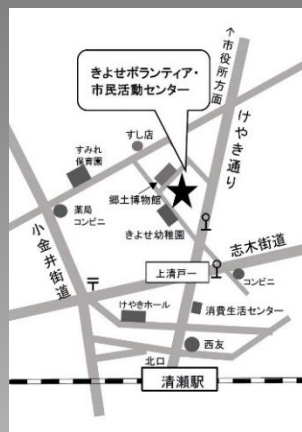 ↑市役所方面
きよせボランティア・
市民活動センター
けやき通り
すし店
すみれ
保育園
郷土博物館
薬局
コンビニ
きよせ幼稚園
小金井街道
志木街道
上清戸一
コンビニ
〒
けやきホール
消費生活センター
西友
北口
清瀬駅